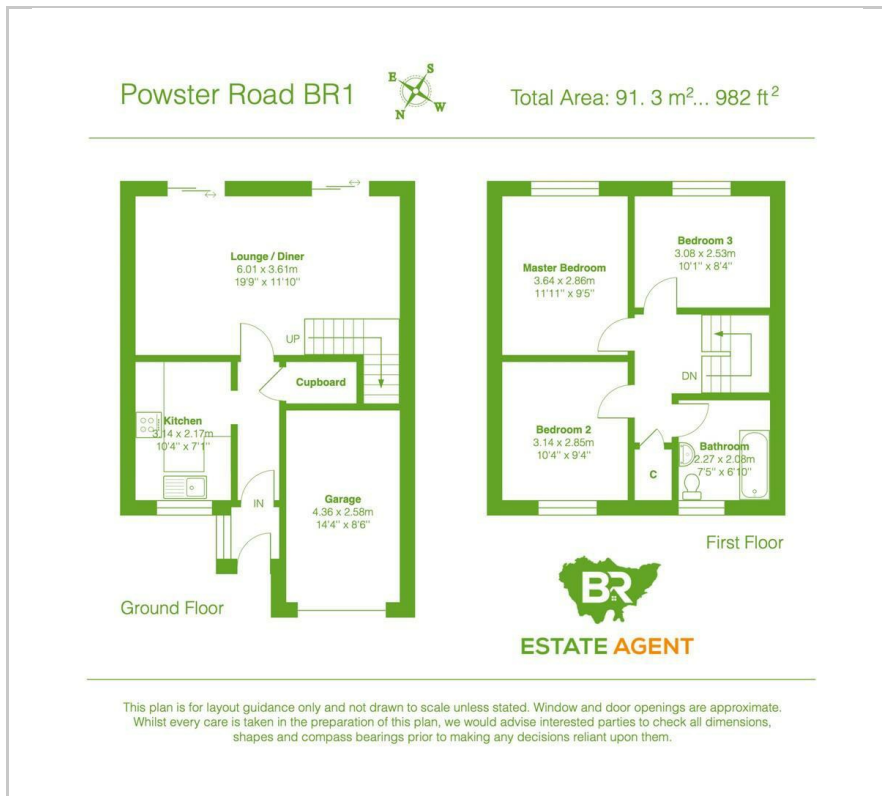 Powster Road BR1
E S
N W
Total Area: 91. 3 m²... 982 ft²
Lounge / Diner
6.01 x 3.61m
19'9" x 11'10"
UP
Cupboard
Kitchen
3.14 x 2.17m
10'4" x 7'1"
IN
Garage
4.36 x 2.58m
14'4" x 8'6"
Ground Floor
Master Bedroom
3.64 x 2.86m
11'11" x 9'5"
Bedroom 3
3.08 x 2.53m
10'1" x 8'4"
DN
Bedroom 2
3.14 x 2.85m
10'4" x 9'4"
C
Bathroom
2.27 x 2.08m
7'5" x 6'10"
First Floor
BR
ESTATE AGENT
This plan is for layout guidance only and not drawn to scale unless stated. Window and door openings are approximate.
Whilst every care is taken in the preparation of this plan, we would advise interested parties to check all dimensions,
shapes and compass bearings prior to making any decisions reliant upon them.